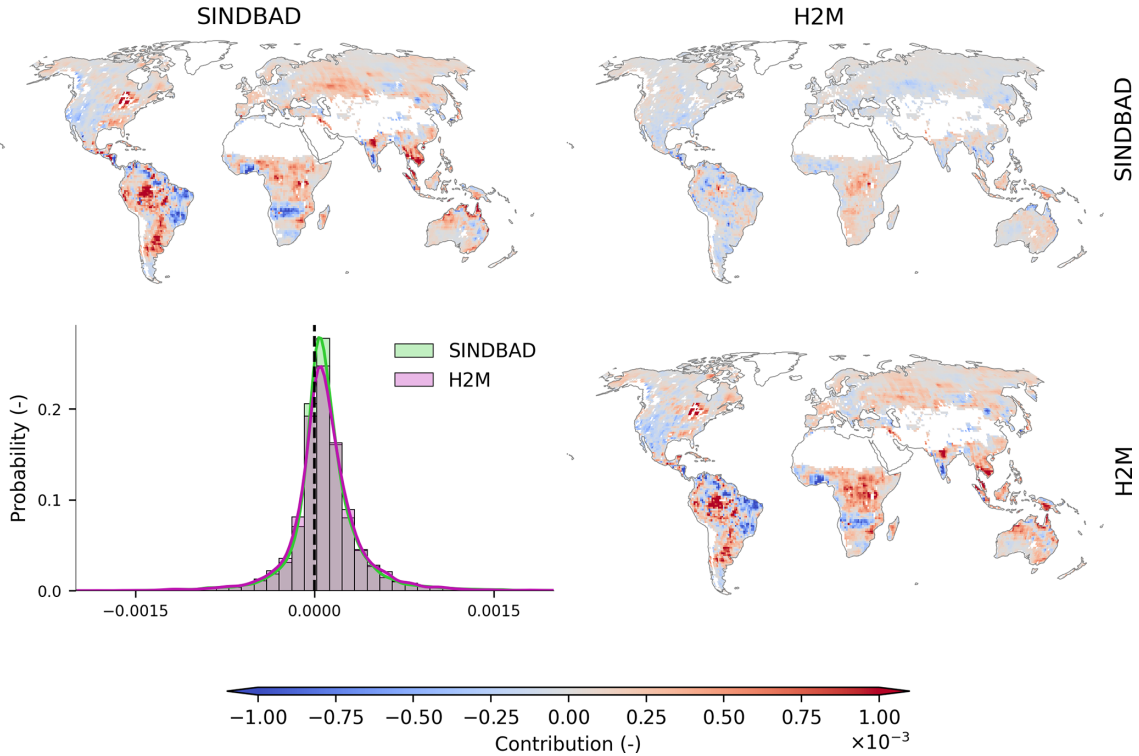 SINDBAD
H2M
SINDBAD
SINDBAD
H2M
Probability (-)
0.2
0.1
0.0
−0.0015
0.0000
0.0015
H2M
−1.00
−0.75
−0.50
−0.25
0.00
0.25
0.50
0.75
1.00
×10⁻³
Contribution (-)